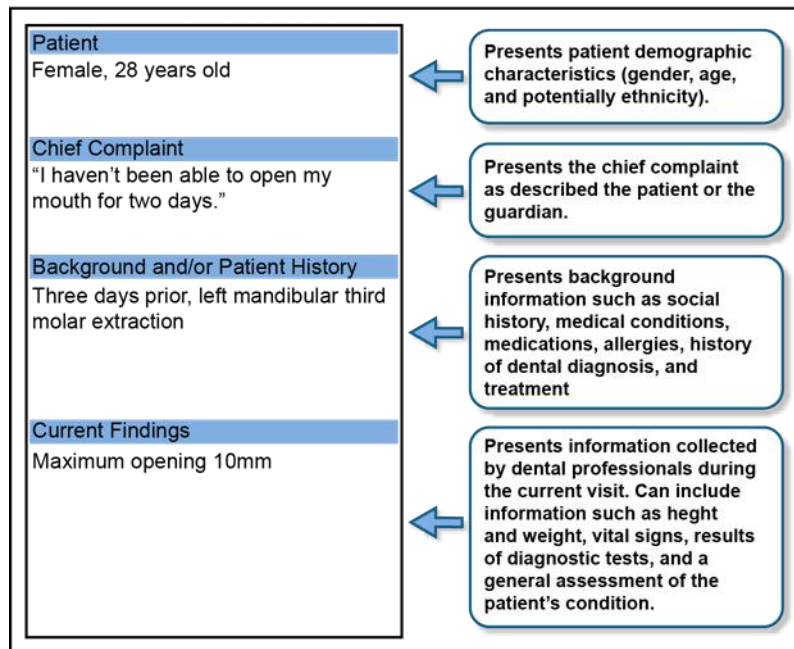 Patient
Female, 28 years old
Presents patient demographic
characteristics (gender, age,
and potentially ethnicity).
Chief Complaint
“I haven’t been able to open my
mouth for two days.”
Presents the chief complaint
as described the patient or the
guardian.
Background and/or Patient History
Three days prior, left mandibular third
molar extraction
Presents background
information such as social
history, medical conditions,
medications, allergies, history
of dental diagnosis, and
treatment
Current Findings
Maximum opening 10mm
Presents information collected
by dental professionals during
the current visit. Can include
information such as heght
and weight, vital signs, results
of diagnostic tests, and a
general assessment of the
patient’s condition.